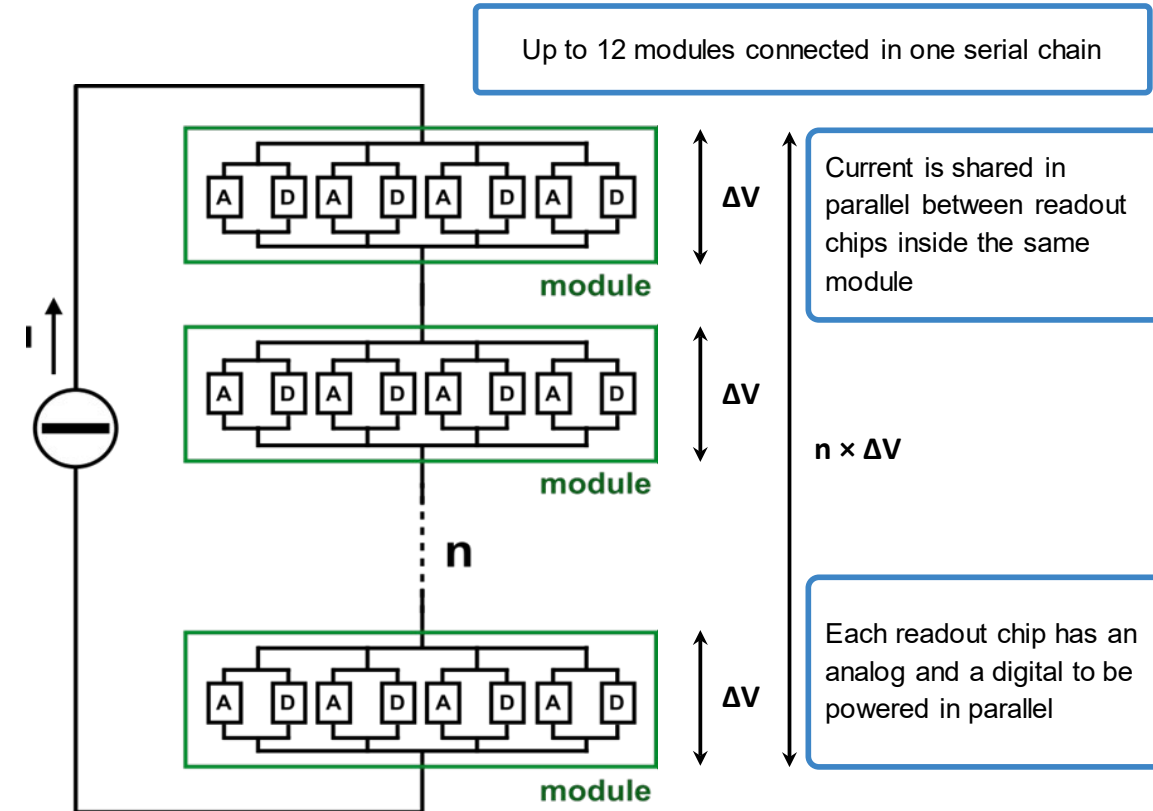 Up to 12 modules connected in one serial chain
A D A D A D A D
ΔV
module
Current is shared in
parallel between readout
chips inside the same
module
A D A D A D A D
ΔV
module
n × ΔV
n
A D A D A D A D
ΔV
module
Each readout chip has an
analog and a digital to be
powered in parallel